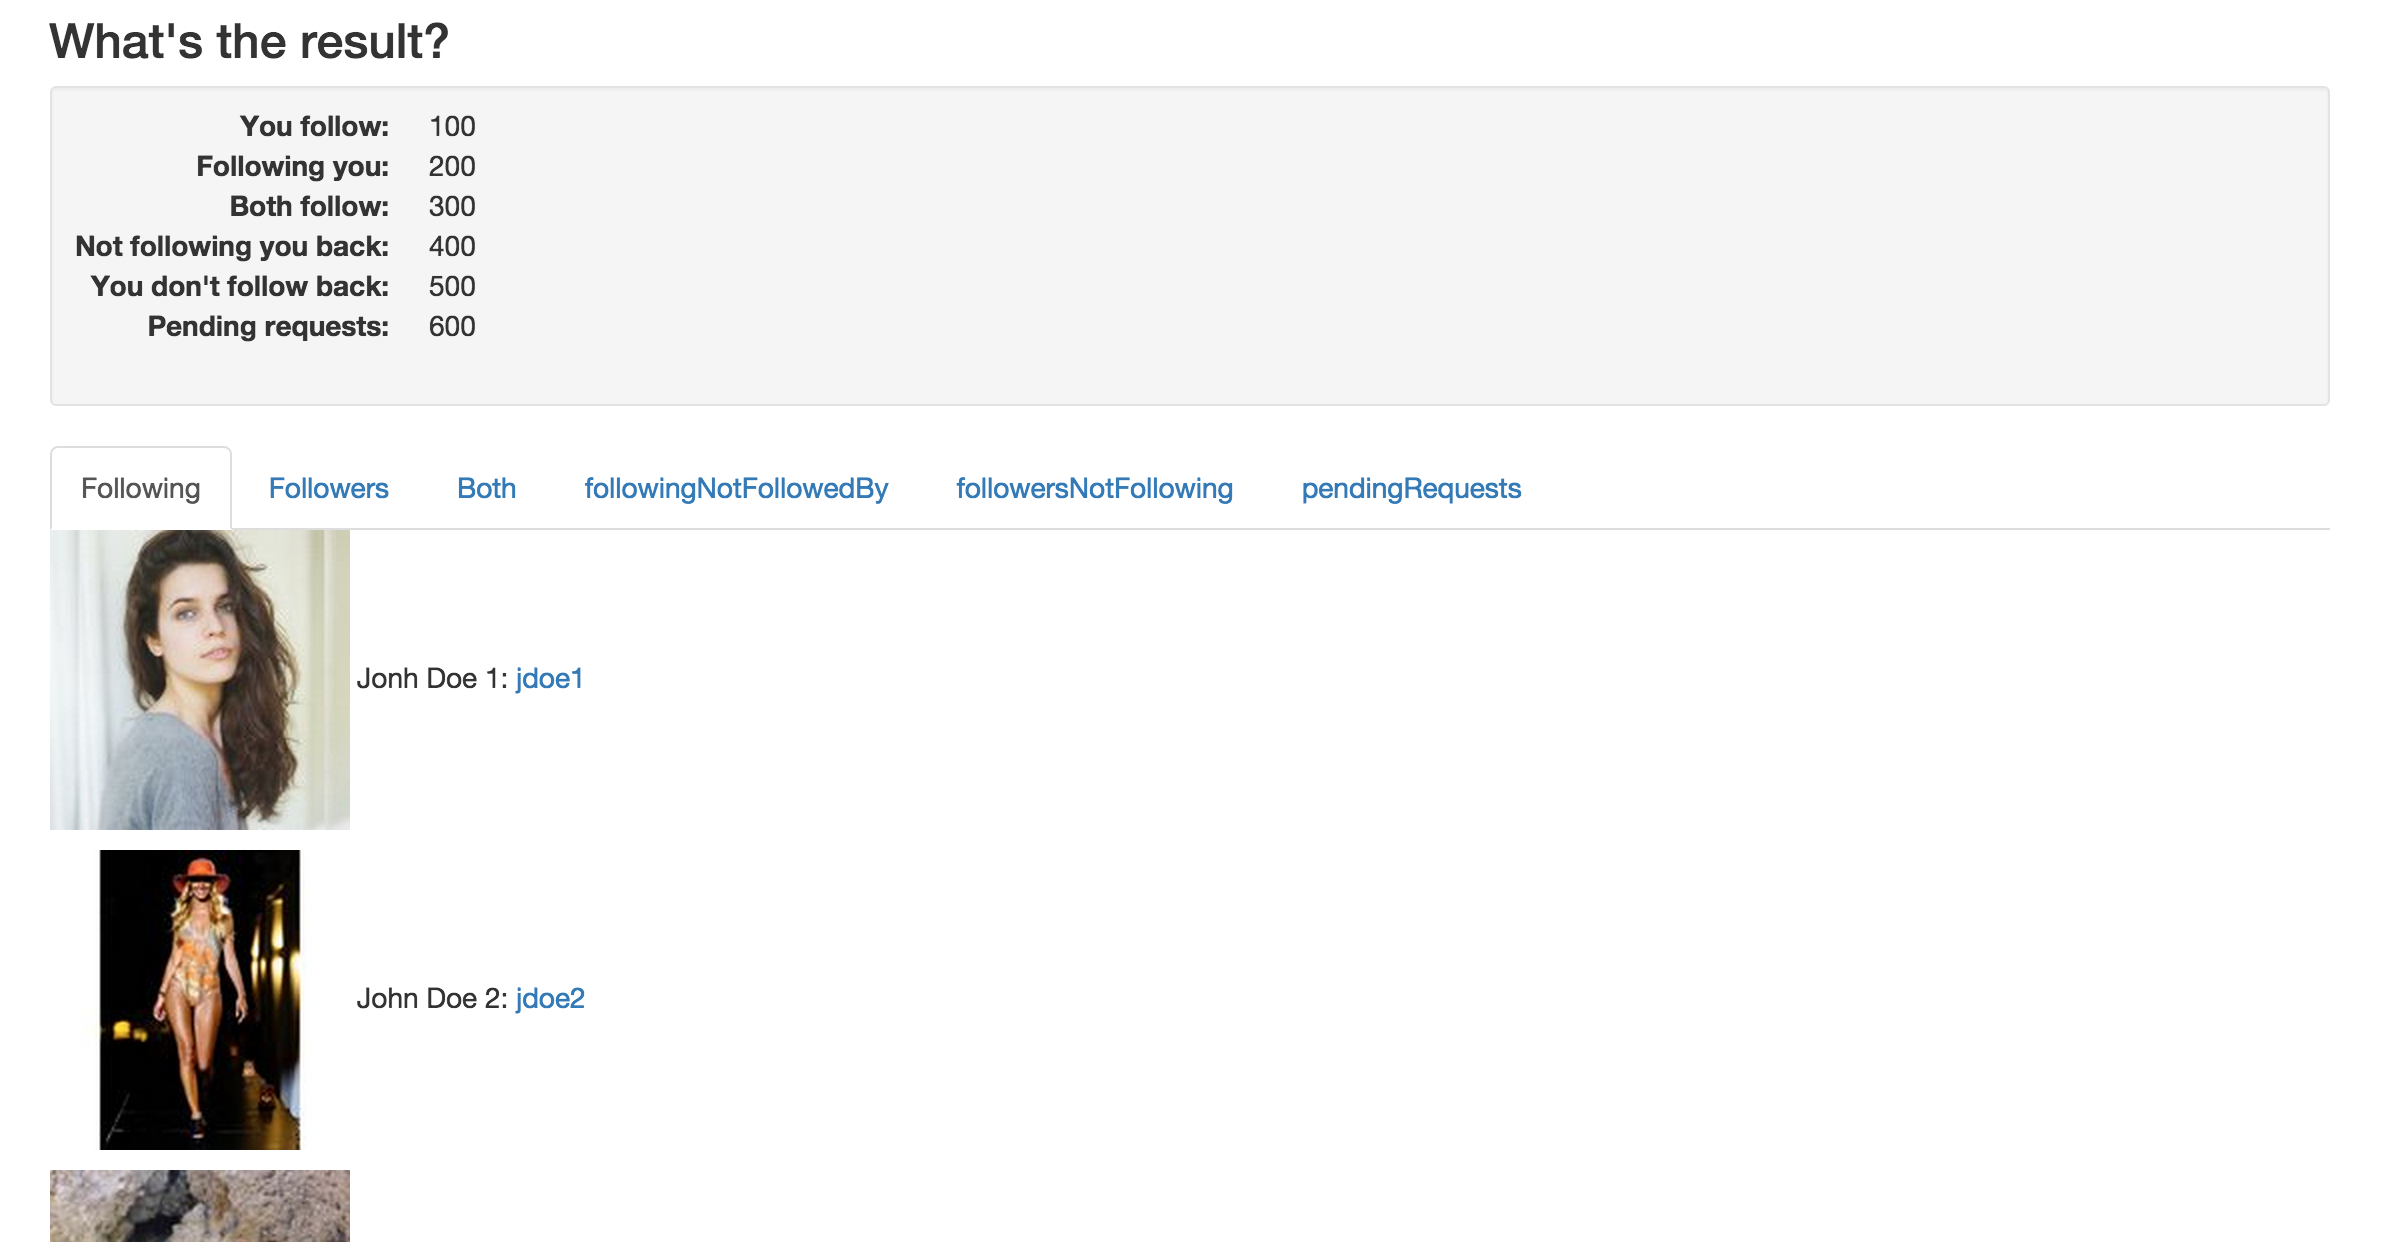 What's the result?
You follow: 100
Following you: 200
Both follow: 300
Not following you back: 400
You don't follow back: 500
Pending requests: 600
Following Followers Both followingNotFollowedBy followersNotFollowing pendingRequests
Jonh Doe 1: jdoe1
John Doe 2: jdoe2